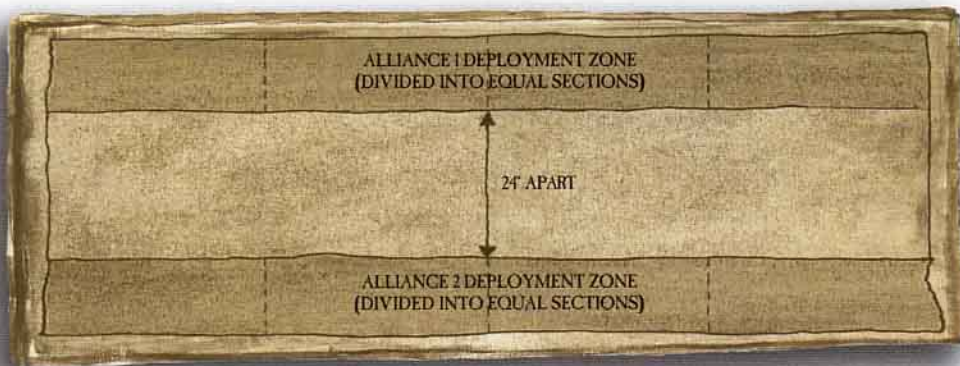 ALLIANCE 1 DEPLOYMENT ZONE
(DIVIDED INTO EQUAL SECTIONS)
24" APART
ALLIANCE 2 DEPLOYMENT ZONE
(DIVIDED INTO EQUAL SECTIONS)